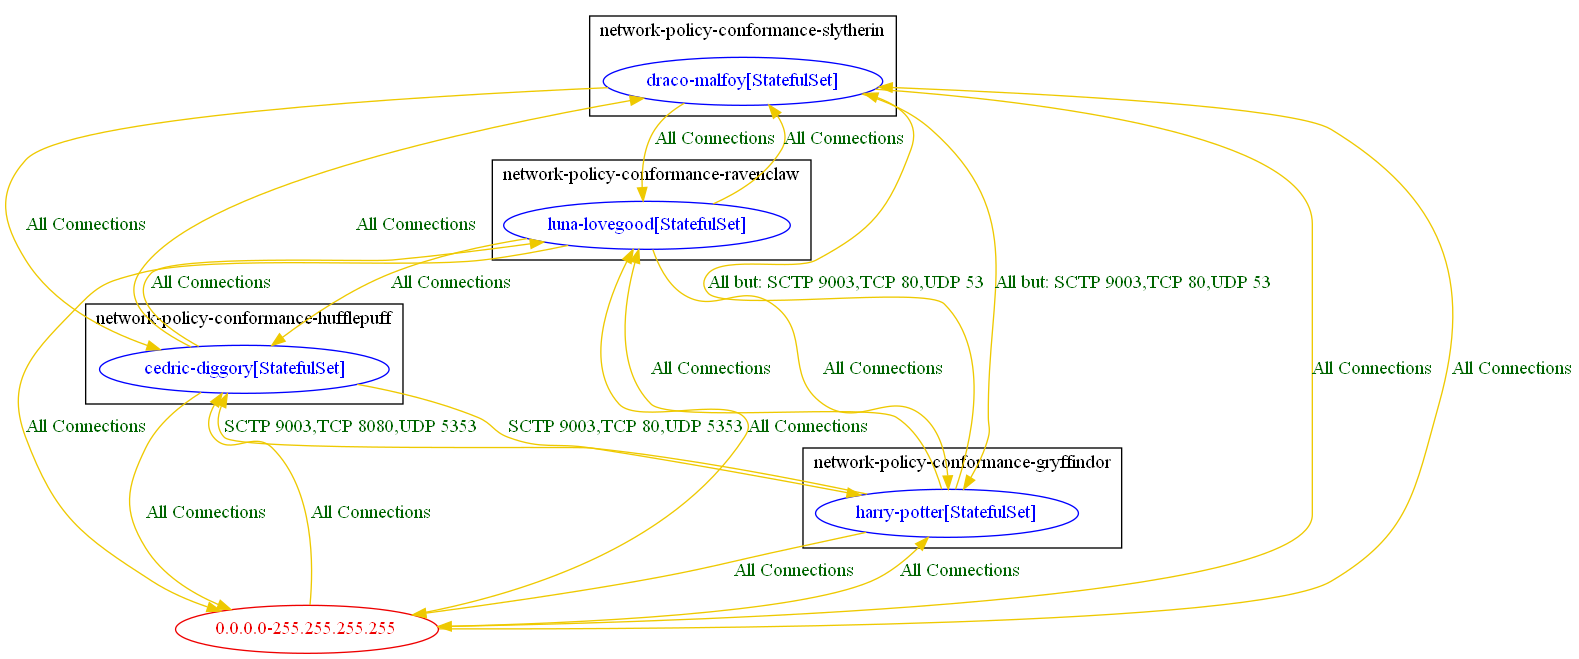 network-policy-conformance-slytherin
draco-malfoy[StatefulSet]
All Connections
All Connections
network-policy-conformance-ravenclaw
luna-lovegood[StatefulSet]
All Connections
All Connections
All Connections
All Connections
All but: SCTP 9003,TCP 80,UDP 53
All but: SCTP 9003,TCP 80,UDP 53
network-policy-conformance-hufflepuff
cedric-diggory[StatefulSet]
All Connections
All Connections
All Connections
All Connections
All Connections
SCTP 9003,TCP 8080,UDP 5353
SCTP 9003,TCP 80,UDP 5353
All Connections
network-policy-conformance-gryffindor
harry-potter[StatefulSet]
All Connections
All Connections
All Connections
All Connections
0.0.0.0-255.255.255.255